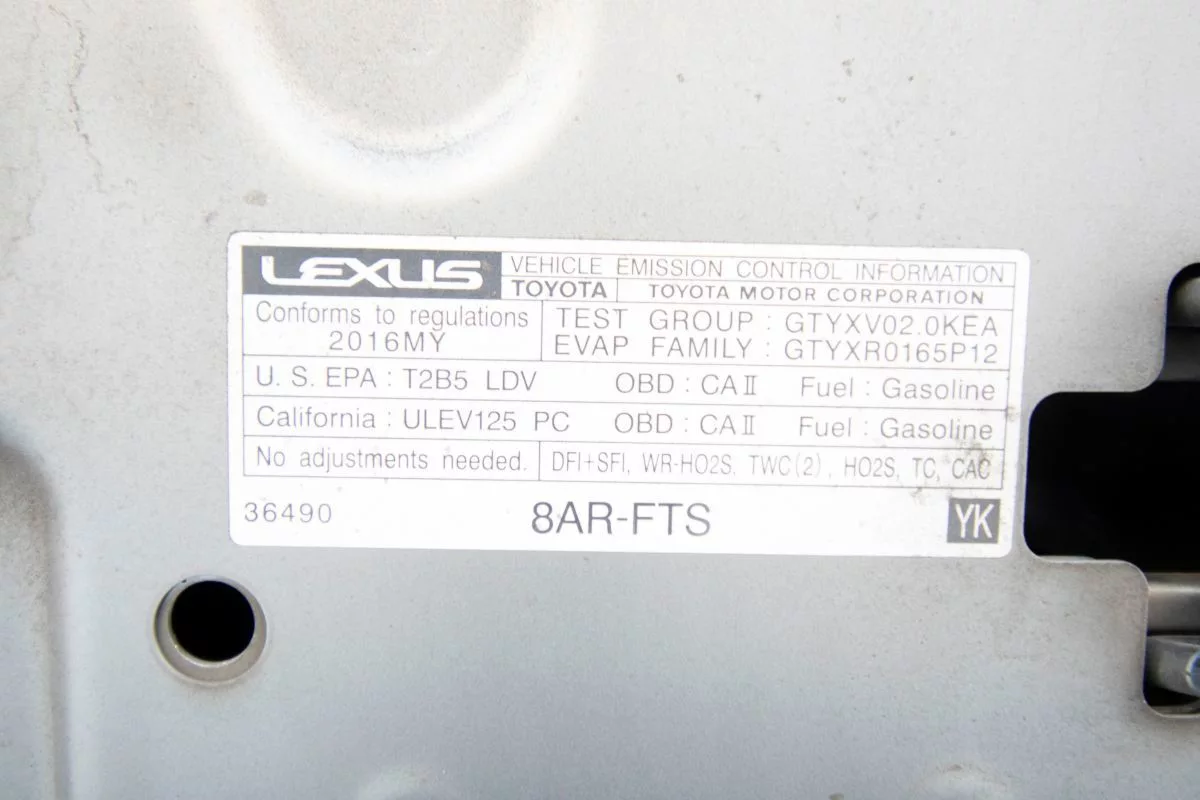 LEXUS VEHICLE EMISSION CONTROL INFORMATION
TOYOTA TOYOTA MOTOR CORPORATION
Conforms to regulations
2016MY
TEST GROUP : GTYXV02.0KEA
EVAP FAMILY : GTYXR0165P12
U. S. EPA : T2B5 LDV OBD : CAⅡ Fuel : Gasoline
California : ULEV125 PC OBD : CAⅡ Fuel : Gasoline
No adjustments needed. DFI+SFI, WR-HO2S, TWC(2), HO2S, TC, CAC
36490 8AR-FTS YK